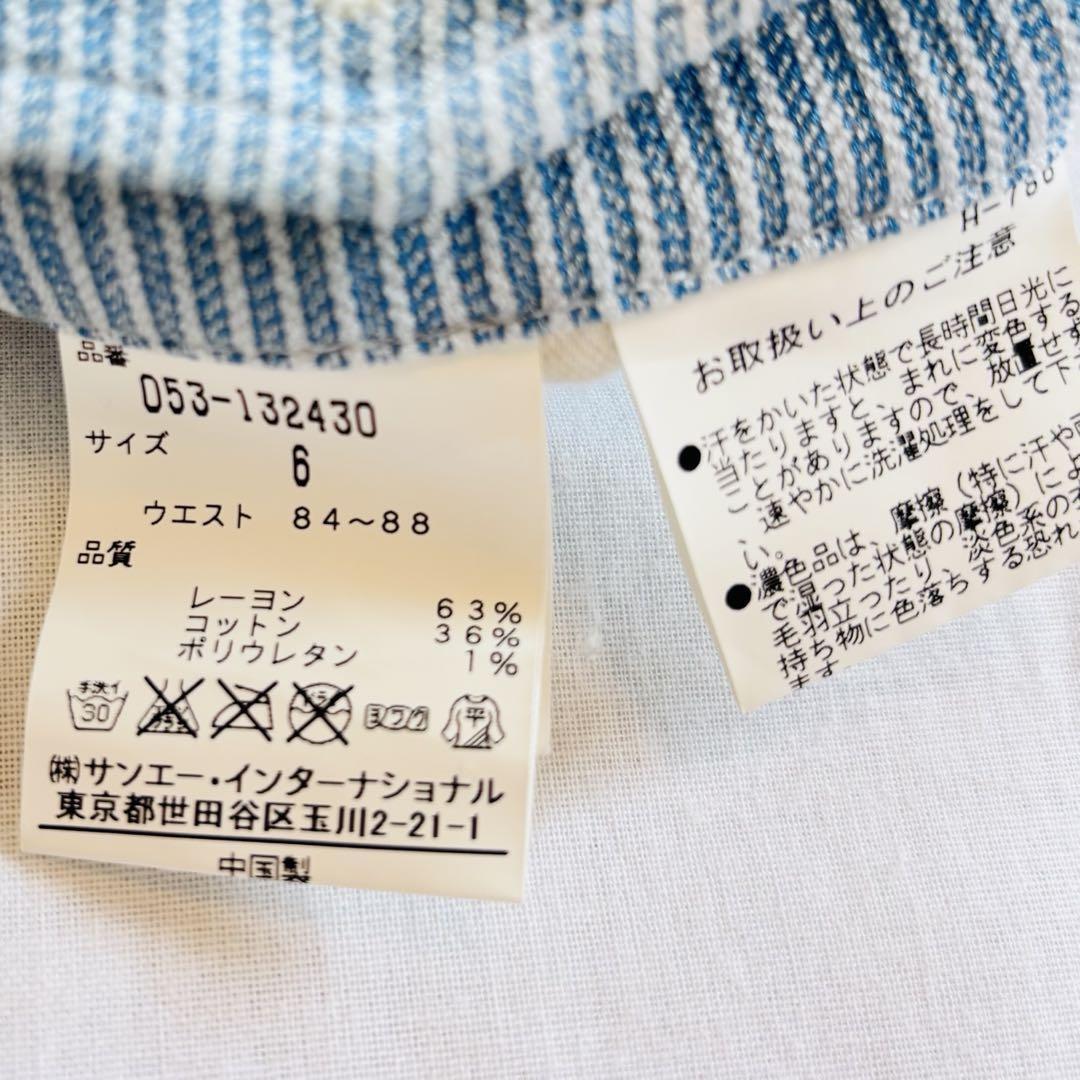 品番
053-132430
サイズ
6
ウエスト 84～88
品質
レーヨン 63%
コットン 36%
ポリウレタン 1%
手洗イ
30
平
㈱サンエー・インターナショナル
東京都世田谷区玉川2-21-1
中国製
H-788
お取扱い上のご注意
●汗をかいた状態で長時間日光に
当たりますと、まれに変色する
ことがありますので、放置せず
速やかに洗濯処理をして下
い。
●濃色品は、摩擦(特に汗や
で湿った状態の摩擦)によ
毛羽立ったり、淡色系の
持ち物に色落ちする恐れ
ます